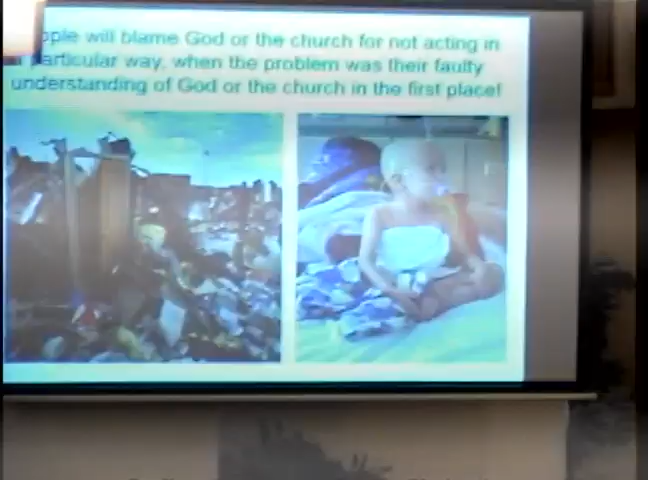 will blame God or the church for not acting in
particular way, when the problem was their faulty
understanding of God or the church in the first place!